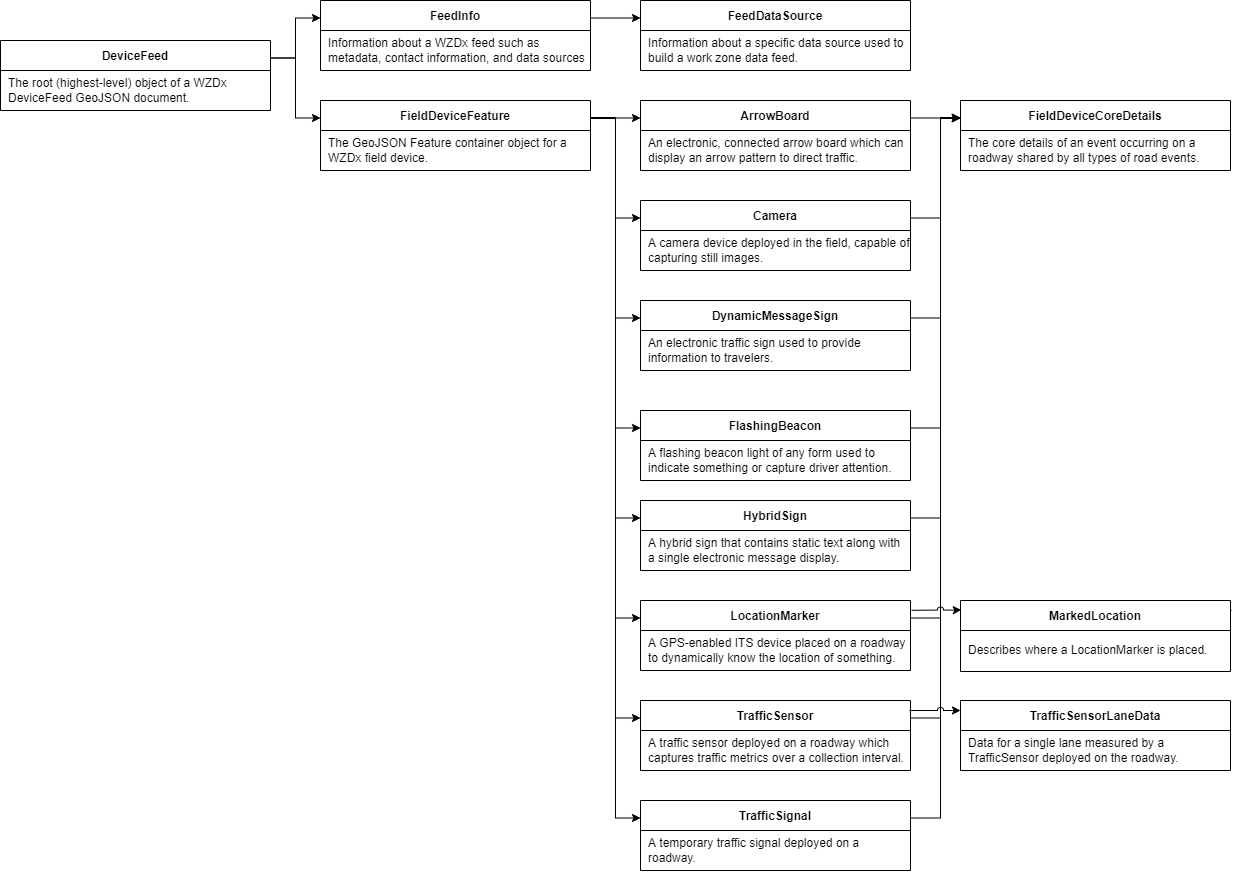 DeviceFeed
The root (highest-level) object of a WZDx
DeviceFeed GeoJSON document.
FeedInfo
Information about a WZDx feed such as
metadata, contact information, and data sources
FeedDataSource
Information about a specific data source used to
build a work zone data feed.
FieldDeviceFeature
The GeoJSON Feature container object for a
WZDx field device.
ArrowBoard
An electronic, connected arrow board which can
display an arrow pattern to direct traffic.
FieldDeviceCoreDetails
The core details of an event occurring on a
roadway shared by all types of road events.
Camera
A camera device deployed in the field, capable of
capturing still images.
DynamicMessageSign
An electronic traffic sign used to provide
information to travelers.
FlashingBeacon
A flashing beacon light of any form used to
indicate something or capture driver attention.
HybridSign
A hybrid sign that contains static text along with
a single electronic message display.
LocationMarker
A GPS-enabled ITS device placed on a roadway
to dynamically know the location of something.
MarkedLocation
Describes where a LocationMarker is placed.
TrafficSensor
A traffic sensor deployed on a roadway which
captures traffic metrics over a collection interval.
TrafficSensorLaneData
Data for a single lane measured by a
TrafficSensor deployed on the roadway.
TrafficSignal
A temporary traffic signal deployed on a
roadway.